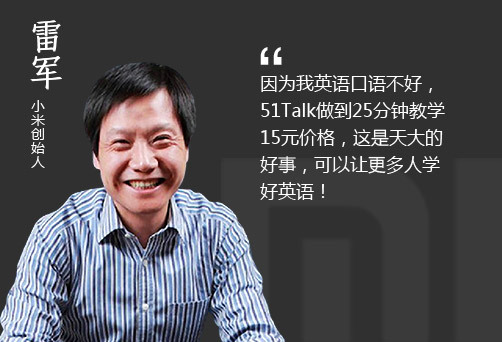 雷军
小米创始人
“
因为我英语口语不好，
51Talk做到25分钟教学
15元价格，这是天大的
好事，可以让更多人学
好英语！